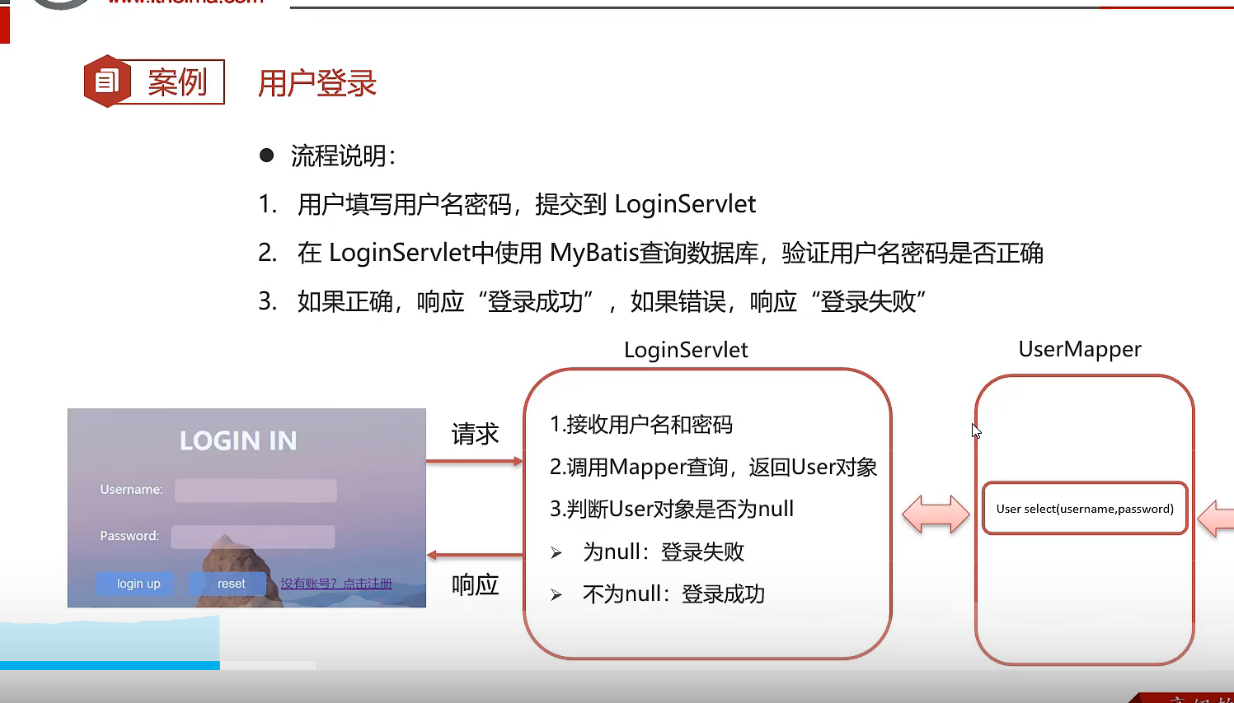 www.itheima.com
案例 用户登录
● 流程说明：
1. 用户填写用户名密码，提交到 LoginServlet
2. 在 LoginServlet中使用 MyBatis查询数据库，验证用户名密码是否正确
3. 如果正确，响应“登录成功”，如果错误，响应“登录失败”
LoginServlet
UserMapper
LOGIN IN
Username:
Password:
login up
reset
没有账号？点击注册
请求
响应
1.接收用户名和密码
2.调用Mapper查询，返回User对象
3.判断User对象是否为null
➢ 为null：登录失败
➢ 不为null：登录成功
User select(username,password)